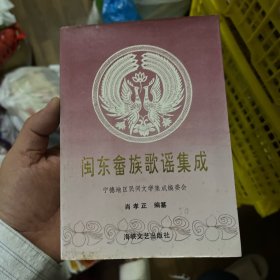 闽东畲族歌谣集成
宁德地区民间文学集成编委会
肖孝正 编纂
海峡文艺出版社